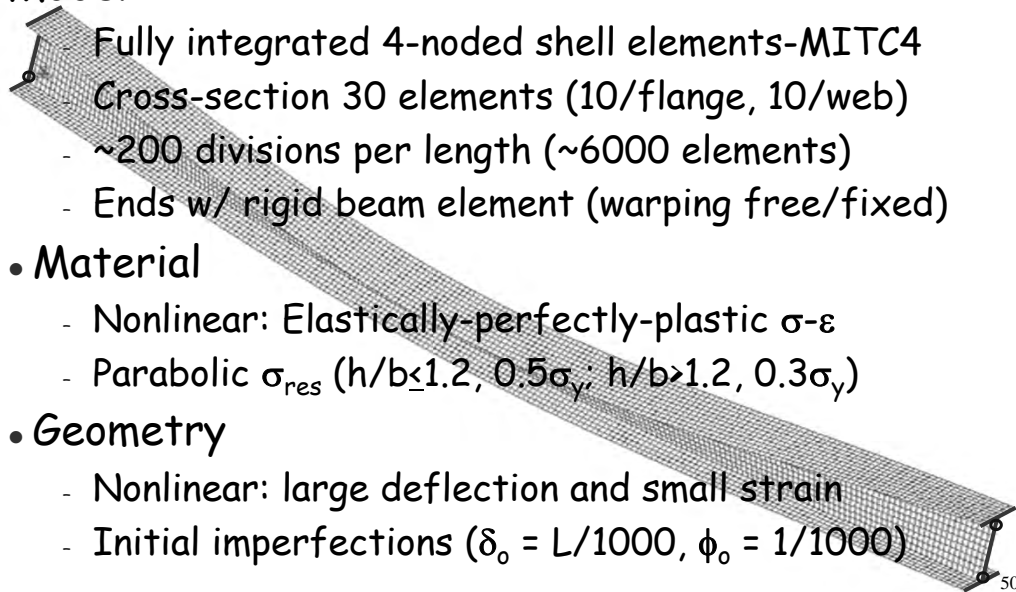 - Fully integrated 4-noded shell elements-MITC4
- Cross-section 30 elements (10/flange, 10/web)
- ~200 divisions per length (~6000 elements)
- Ends w/ rigid beam element (warping free/fixed)
• Material
- Nonlinear: Elastically-perfectly-plastic σ-ε
- Parabolic σres (h/b≤1.2, 0.5σy; h/b>1.2, 0.3σy)
• Geometry
- Nonlinear: large deflection and small strain
- Initial imperfections (δo = L/1000, ϕo = 1/1000)
50